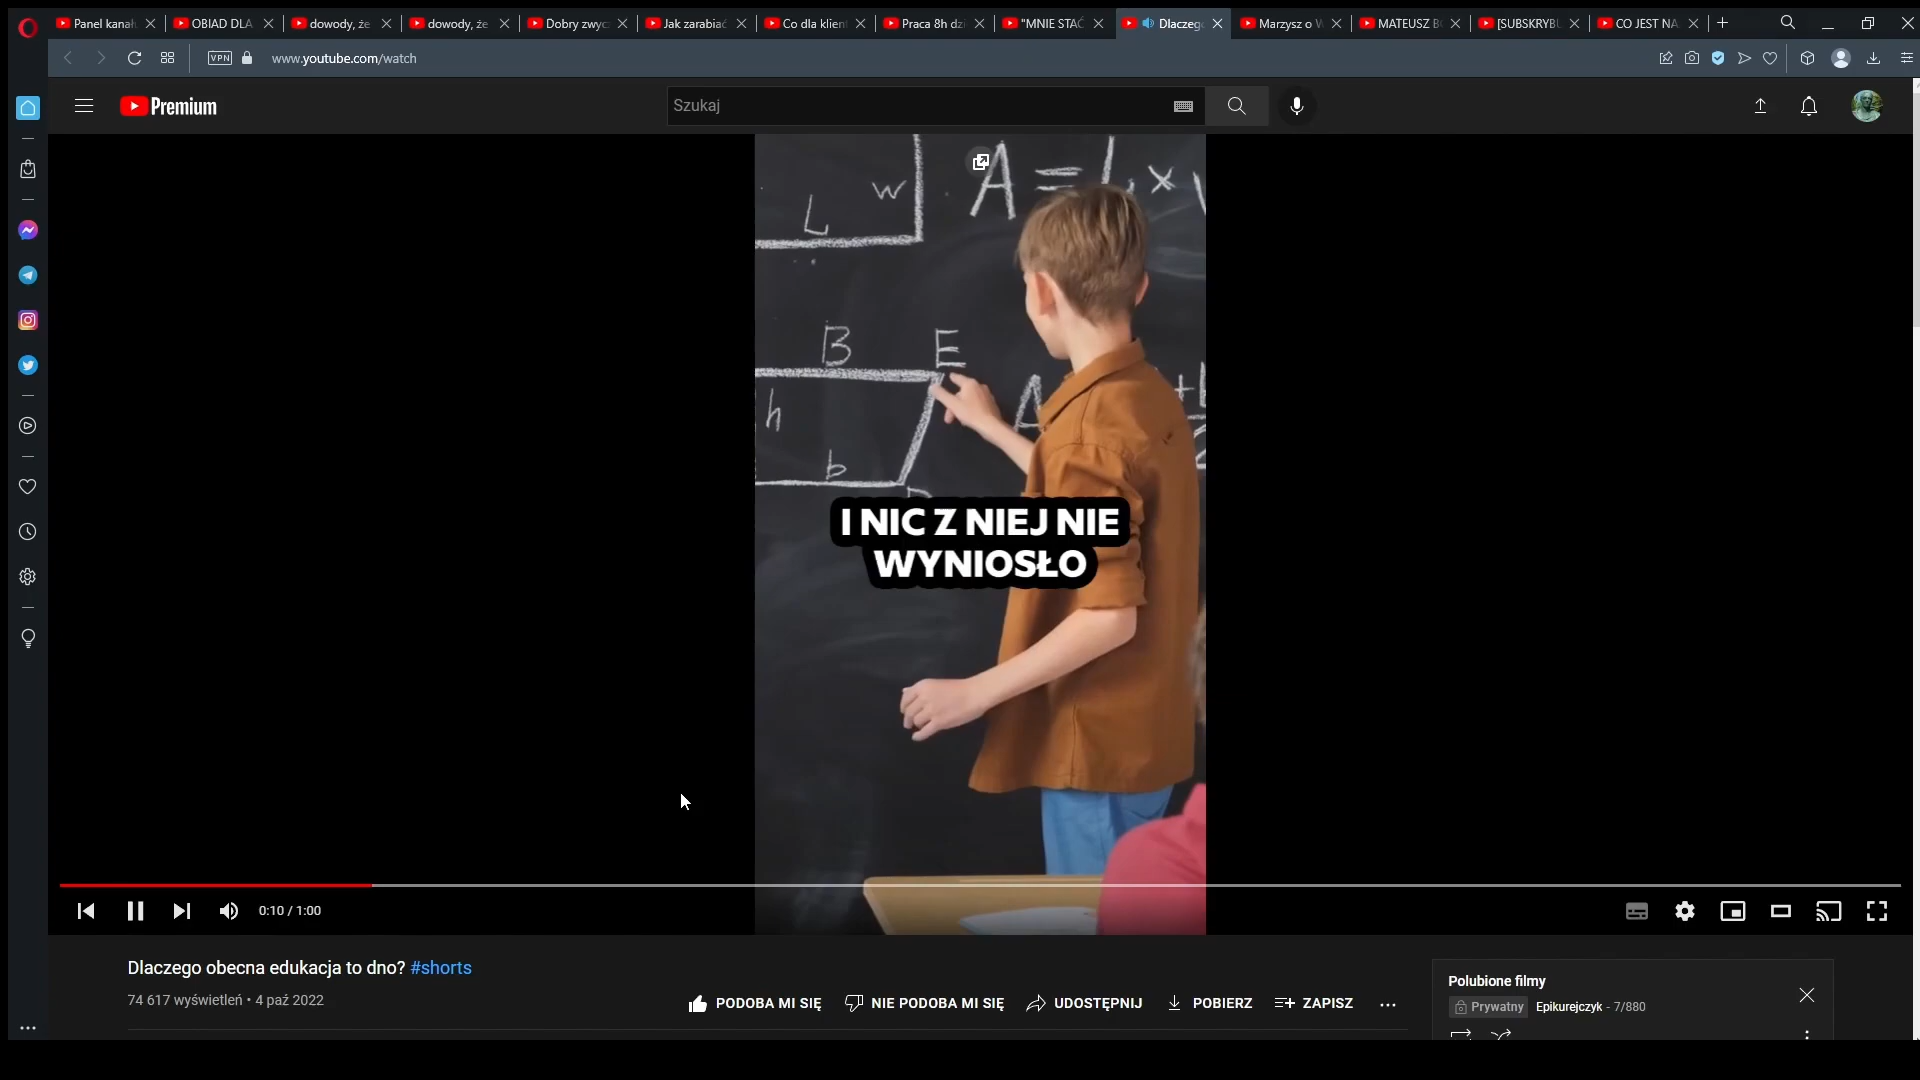 Panel kanał
OBIAD DLA
dowody, że
dowody, że
Dobry zwyc
Jak zarabiać
Co dla klien
Praca 8h dz
"MNIE STAĆ
Dlaczeg
Marzysz o W
MATEUSZ B
[SUBSKRYBU
CO JEST NA
VPN
www.youtube.com/watch
Premium
Szukaj
L w A = L x
B E
h A +b
b D 2
I NIC Z NIEJ NIE
WYNIOSŁO
0:10 / 1:00
Dlaczego obecna edukacja to dno? #shorts
74 617 wyświetleń • 4 paź 2022
PODOBA MI SIĘ NIE PODOBA MI SIĘ UDOSTĘPNIJ POBIERZ ZAPISZ
Polubione filmy
Prywatny Epikurejczyk - 7/880